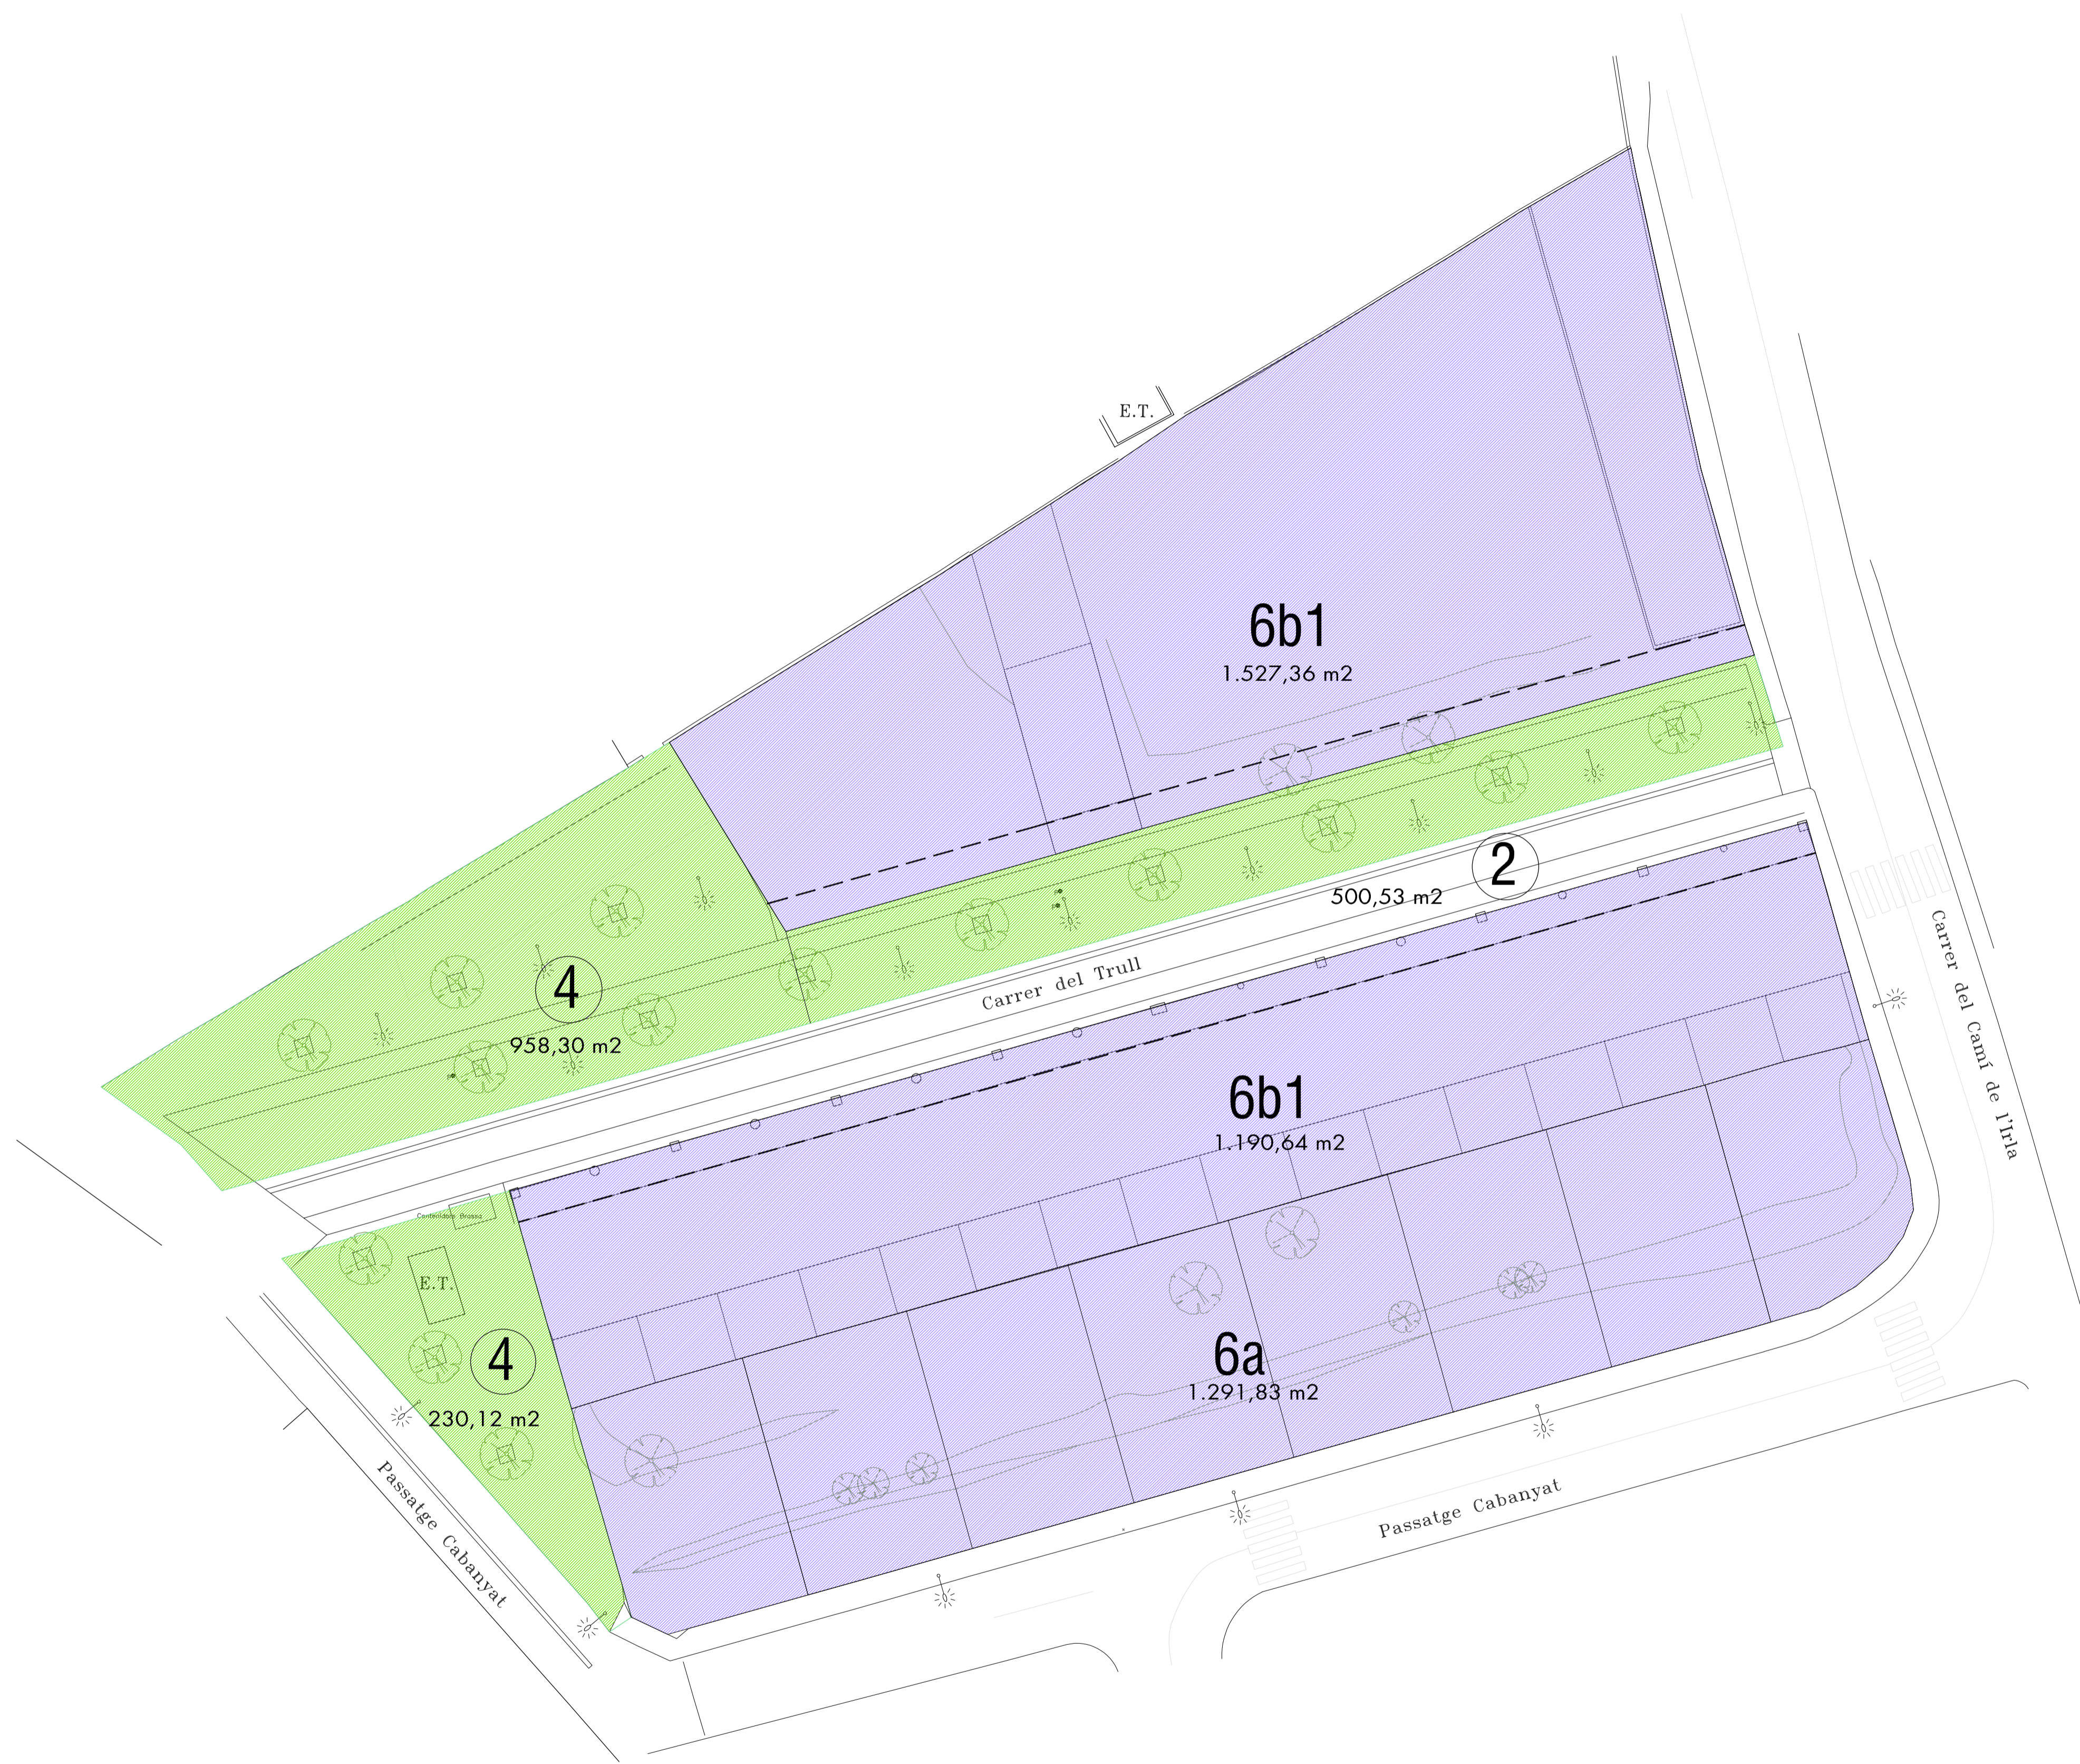 E.T.
6b1
1.527,36 m2
2
500,53 m2
4
958,30 m2
Carrer del Trull
Carrer del Camí de l'Irla
6b1
1.190,64 m2
Contenidors Brossa
E.T.
4
230,12 m2
6a
1.291,83 m2
Passatge Cabanyat
Passatge Cabanyat